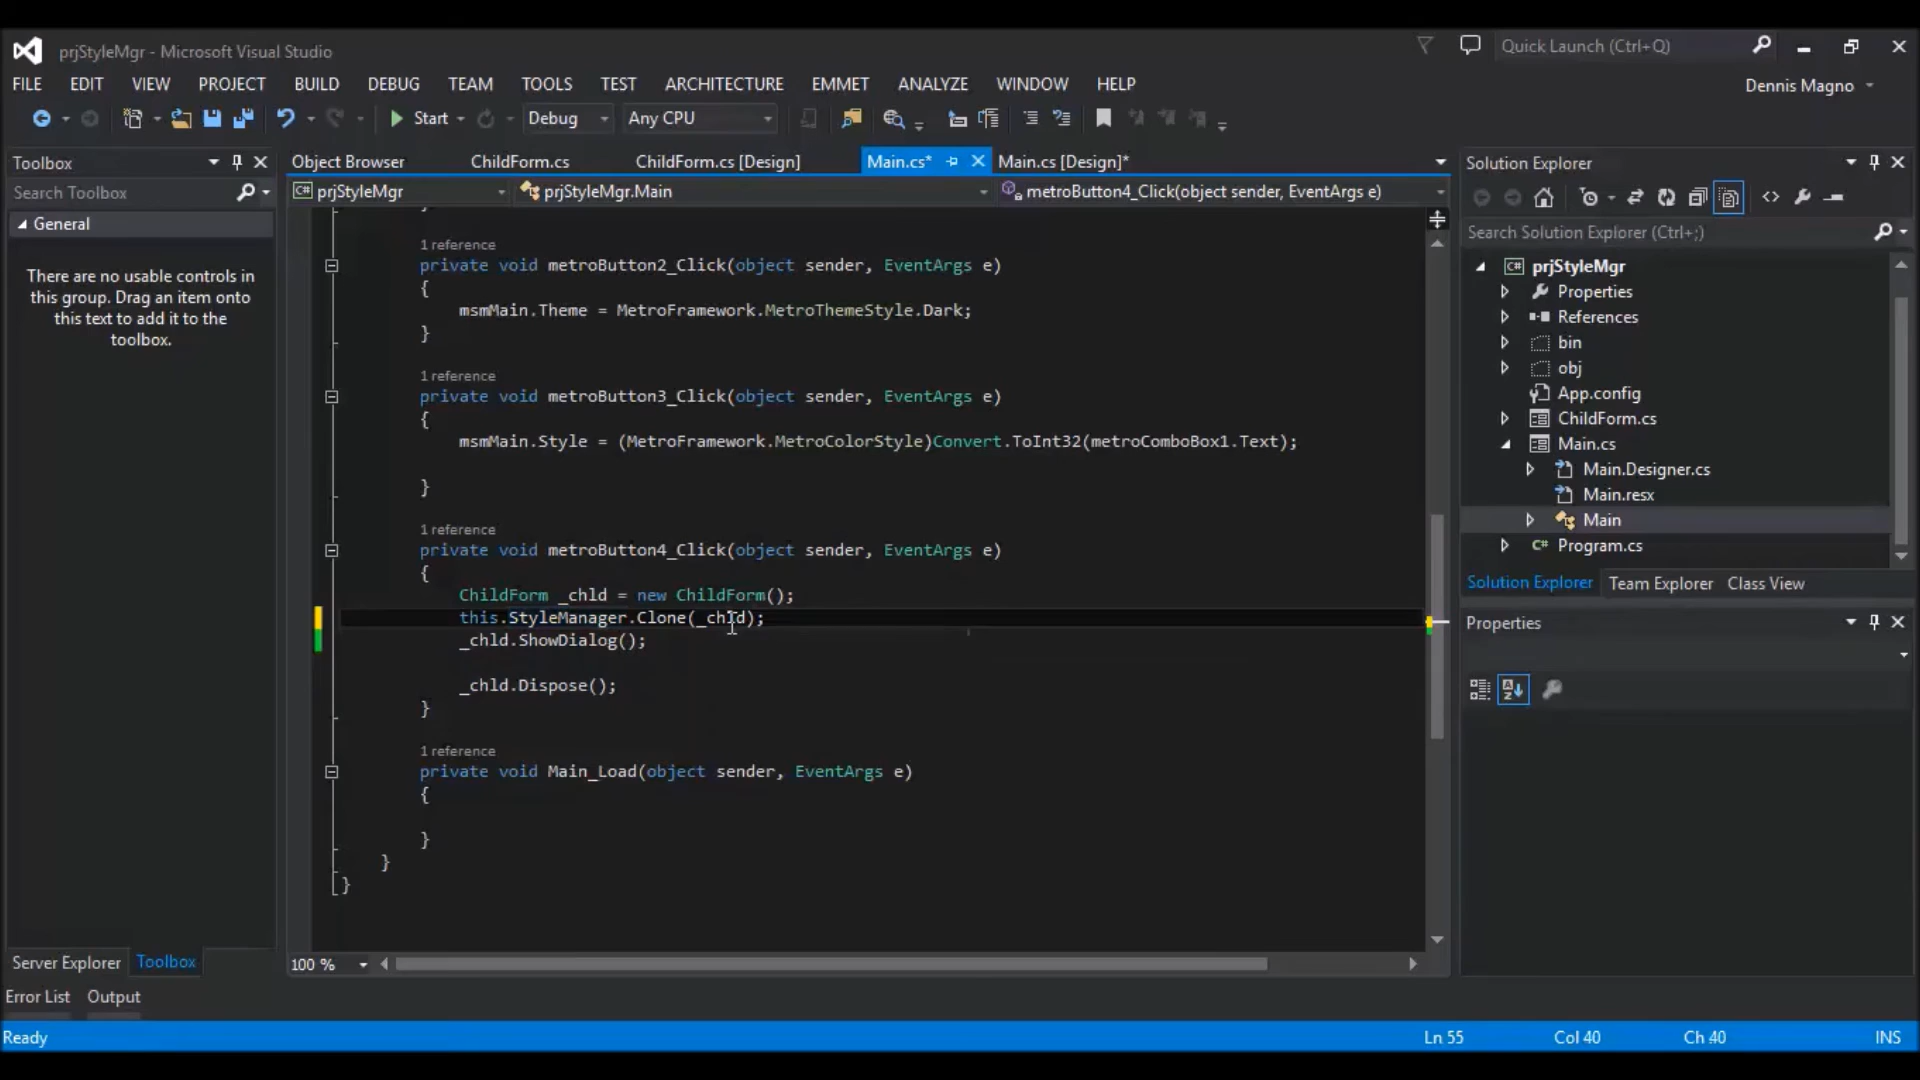 prjStyleMgr - Microsoft Visual Studio
Quick Launch (Ctrl+Q)
FILE EDIT VIEW PROJECT BUILD DEBUG TEAM TOOLS TEST ARCHITECTURE EMMET ANALYZE WINDOW HELP
Dennis Magno
Start Debug Any CPU
Toolbox
Search Toolbox
General
There are no usable controls in
this group. Drag an item onto
this text to add it to the
toolbox.
Server Explorer Toolbox
Object Browser ChildForm.cs ChildForm.cs [Design] Main.cs* Main.cs [Design]*
C# prjStyleMgr prjStyleMgr.Main metroButton4_Click(object sender, EventArgs e)
}
1 reference
private void metroButton2_Click(object sender, EventArgs e)
{
msmMain.Theme = MetroFramework.MetroThemeStyle.Dark;
}
1 reference
private void metroButton3_Click(object sender, EventArgs e)
{
msmMain.Style = (MetroFramework.MetroColorStyle)Convert.ToInt32(metroComboBox1.Text);
}
1 reference
private void metroButton4_Click(object sender, EventArgs e)
{
ChildForm _chld = new ChildForm();
this.StyleManager.Clone(_chld);
_chld.ShowDialog();
_chld.Dispose();
}
1 reference
private void Main_Load(object sender, EventArgs e)
{
}
}
}
100 %
Solution Explorer
Search Solution Explorer (Ctrl+;)
C# prjStyleMgr
Properties
References
bin
obj
App.config
ChildForm.cs
Main.cs
Main.Designer.cs
Main.resx
Main
C# Program.cs
Solution Explorer Team Explorer Class View
Properties
Error List Output
Ready
Ln 55 Col 40 Ch 40 INS